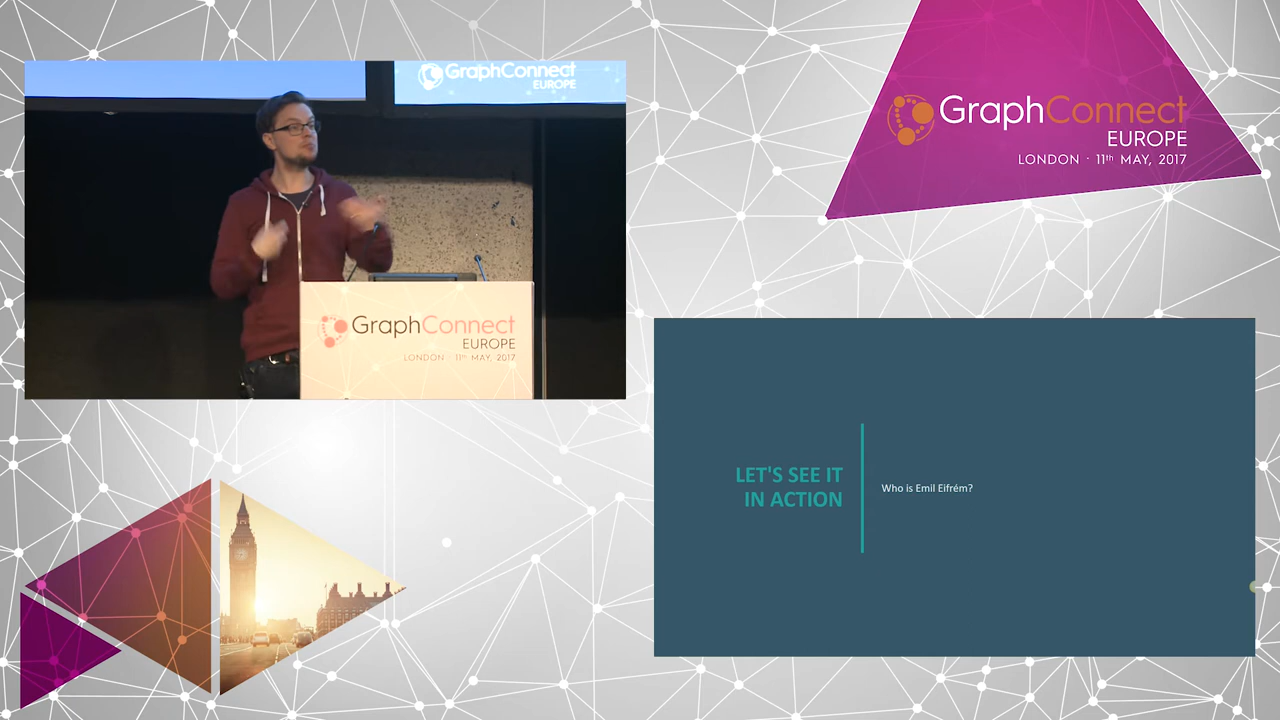 GraphConnect
EUROPE
GraphConnect
EUROPE
LONDON · 11th MAY, 2017
GraphConnect
EUROPE
LONDON · 11th MAY, 2017
LET'S SEE IT
IN ACTION
Who is Emil Eifrém?